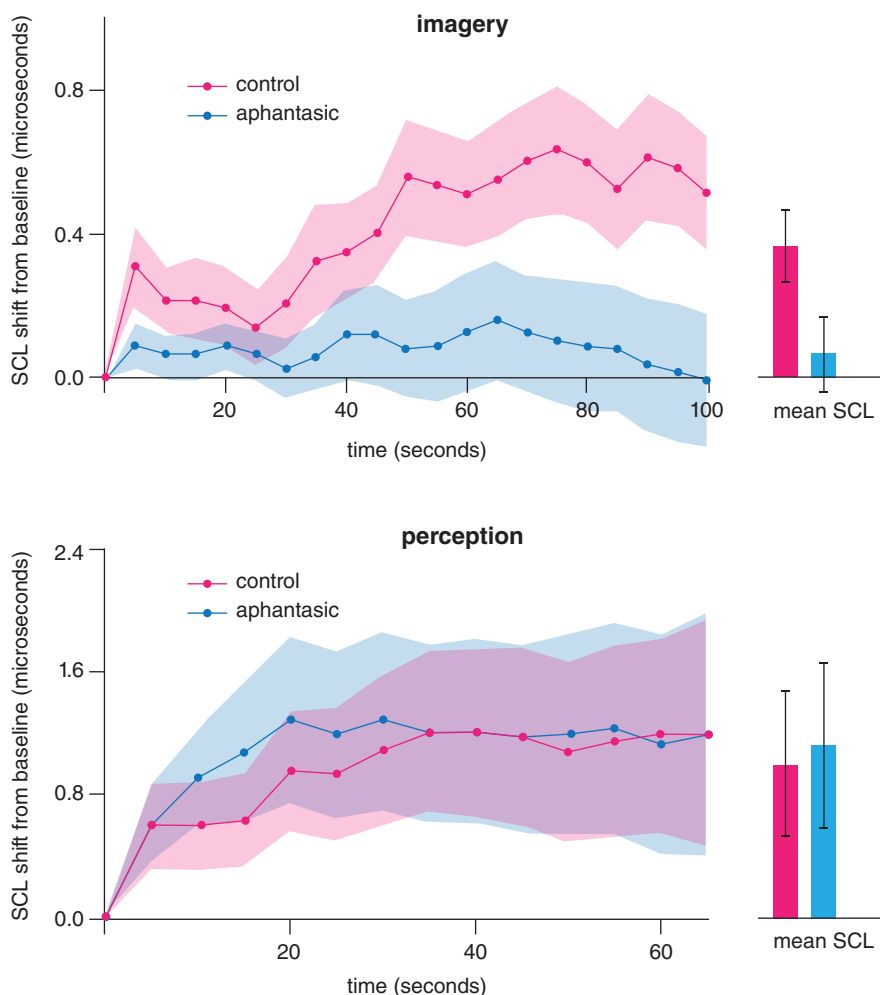 imagery
SCL shift from baseline (microseconds)
0.8
0.4
0.0
control
aphantasic
20
40
60
80
100
time (seconds)
mean SCL
perception
SCL shift from baseline (microseconds)
2.4
1.6
0.8
0.0
control
aphantasic
20
40
60
time (seconds)
mean SCL